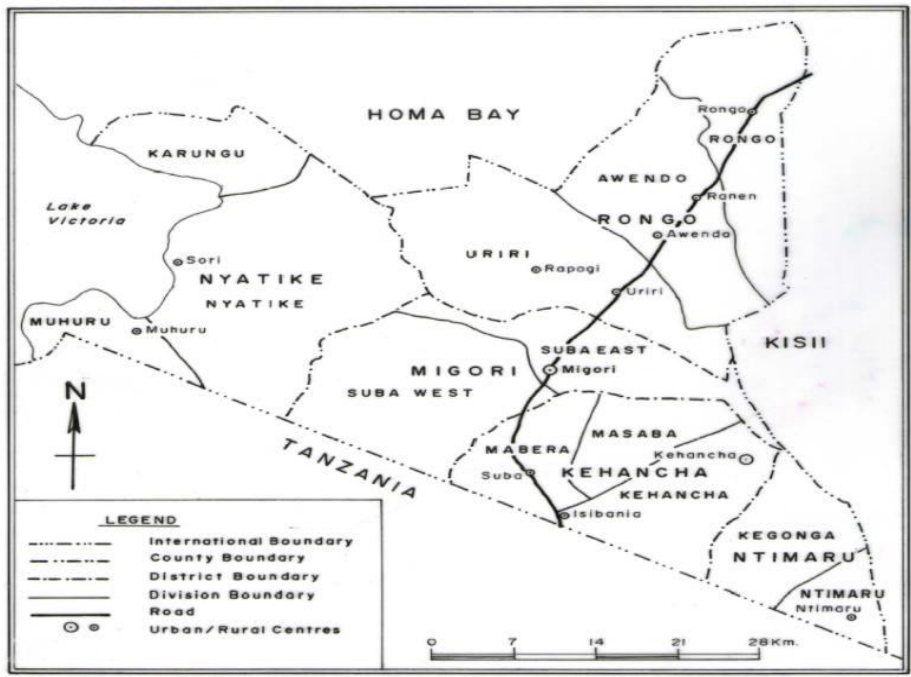 HOMA BAY
Rongo
RONGO
KARUNGU
AWENDO
Ranen
Lake
Victoria
RONGO
Awendo
URIRI
Sori
Rapogi
NYATIKE
NYATIKE
Uriri
MUHURU
Muhuru
KISII
SUBA EAST
MIGORI
Migori
SUBA WEST
N
MASABA
TANZANIA
MABERA
Kehancha
Suba
KEHANCHA
KEHANCHA
Isibania
KEGONGA
NTIMARU
NTIMARU
Ntimaru
LEGEND
International Boundary
County Boundary
District Boundary
Division Boundary
Road
Urban/Rural Centres
0 7 14 21 28 Km.